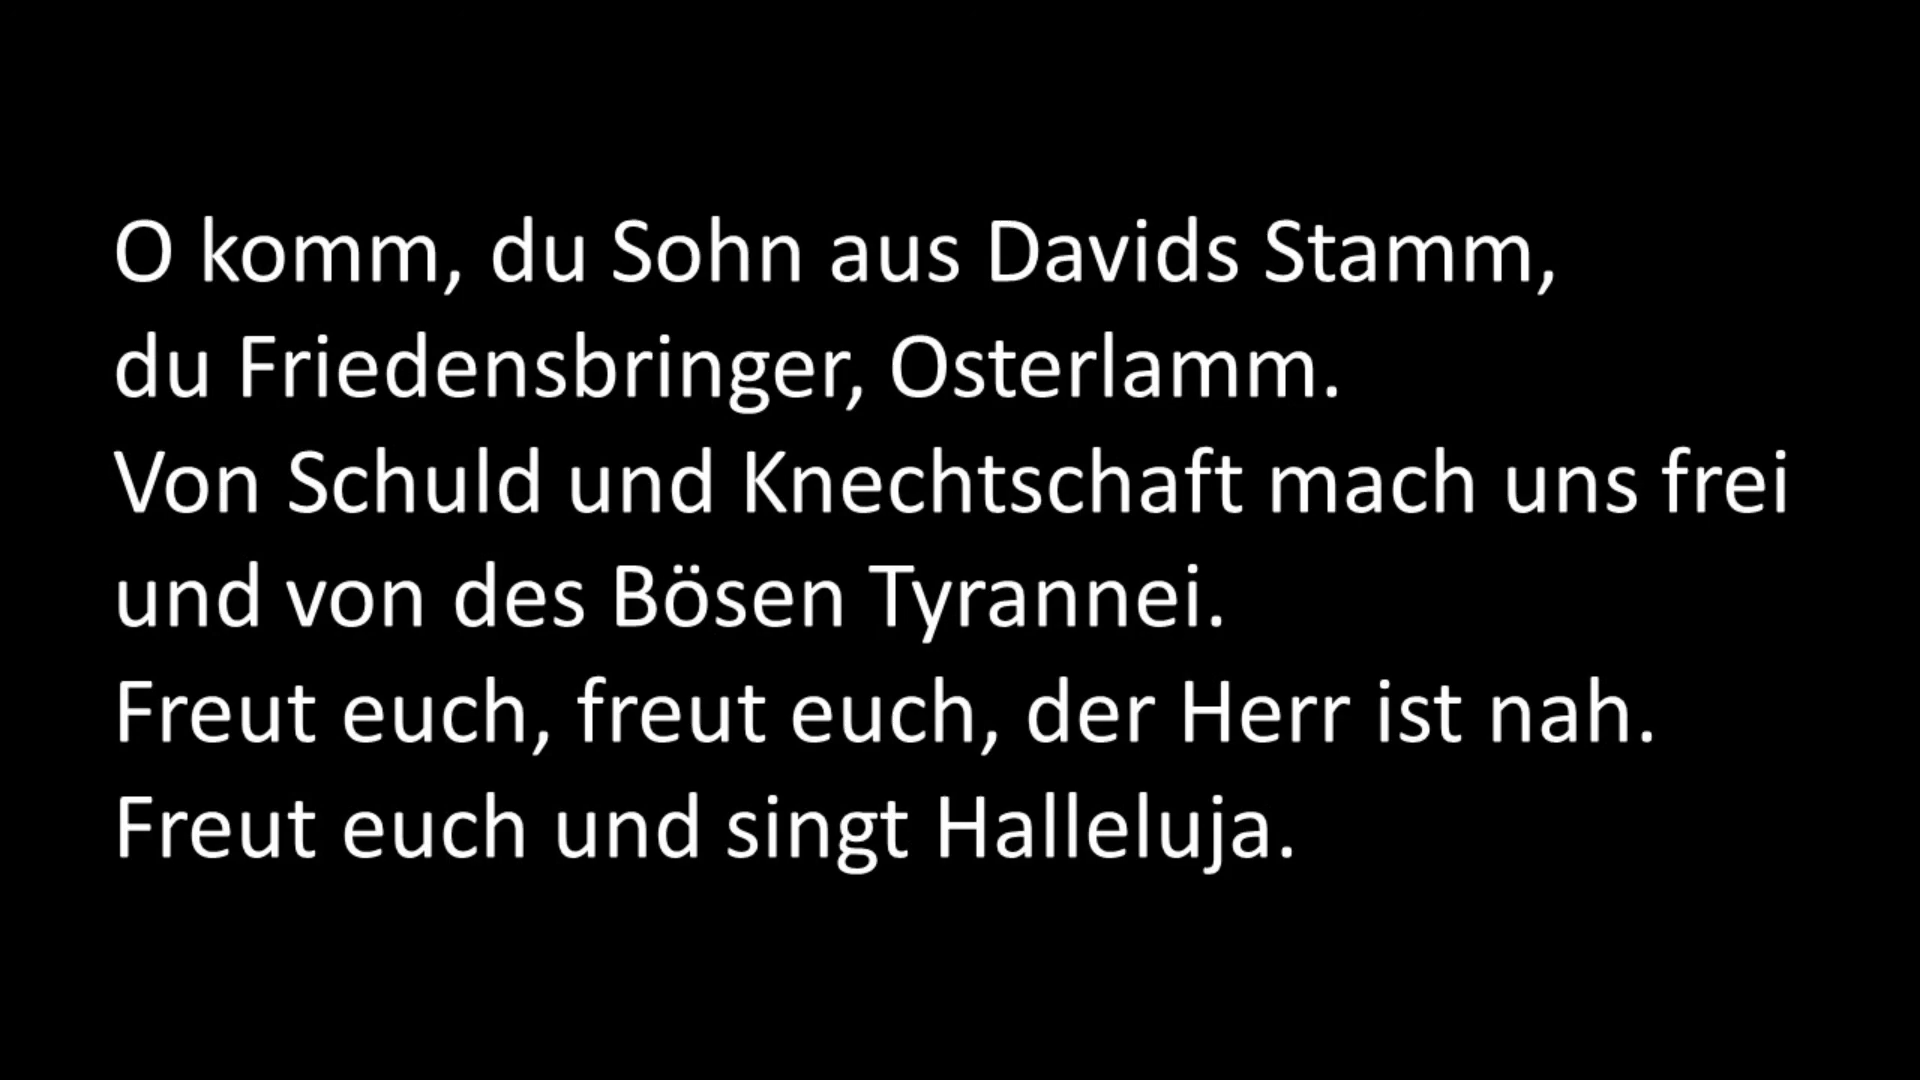 O komm, du Sohn aus Davids Stamm,
du Friedensbringer, Osterlamm.
Von Schuld und Knechtschaft mach uns frei
und von des Bösen Tyrannei.
Freut euch, freut euch, der Herr ist nah.
Freut euch und singt Halleluja.